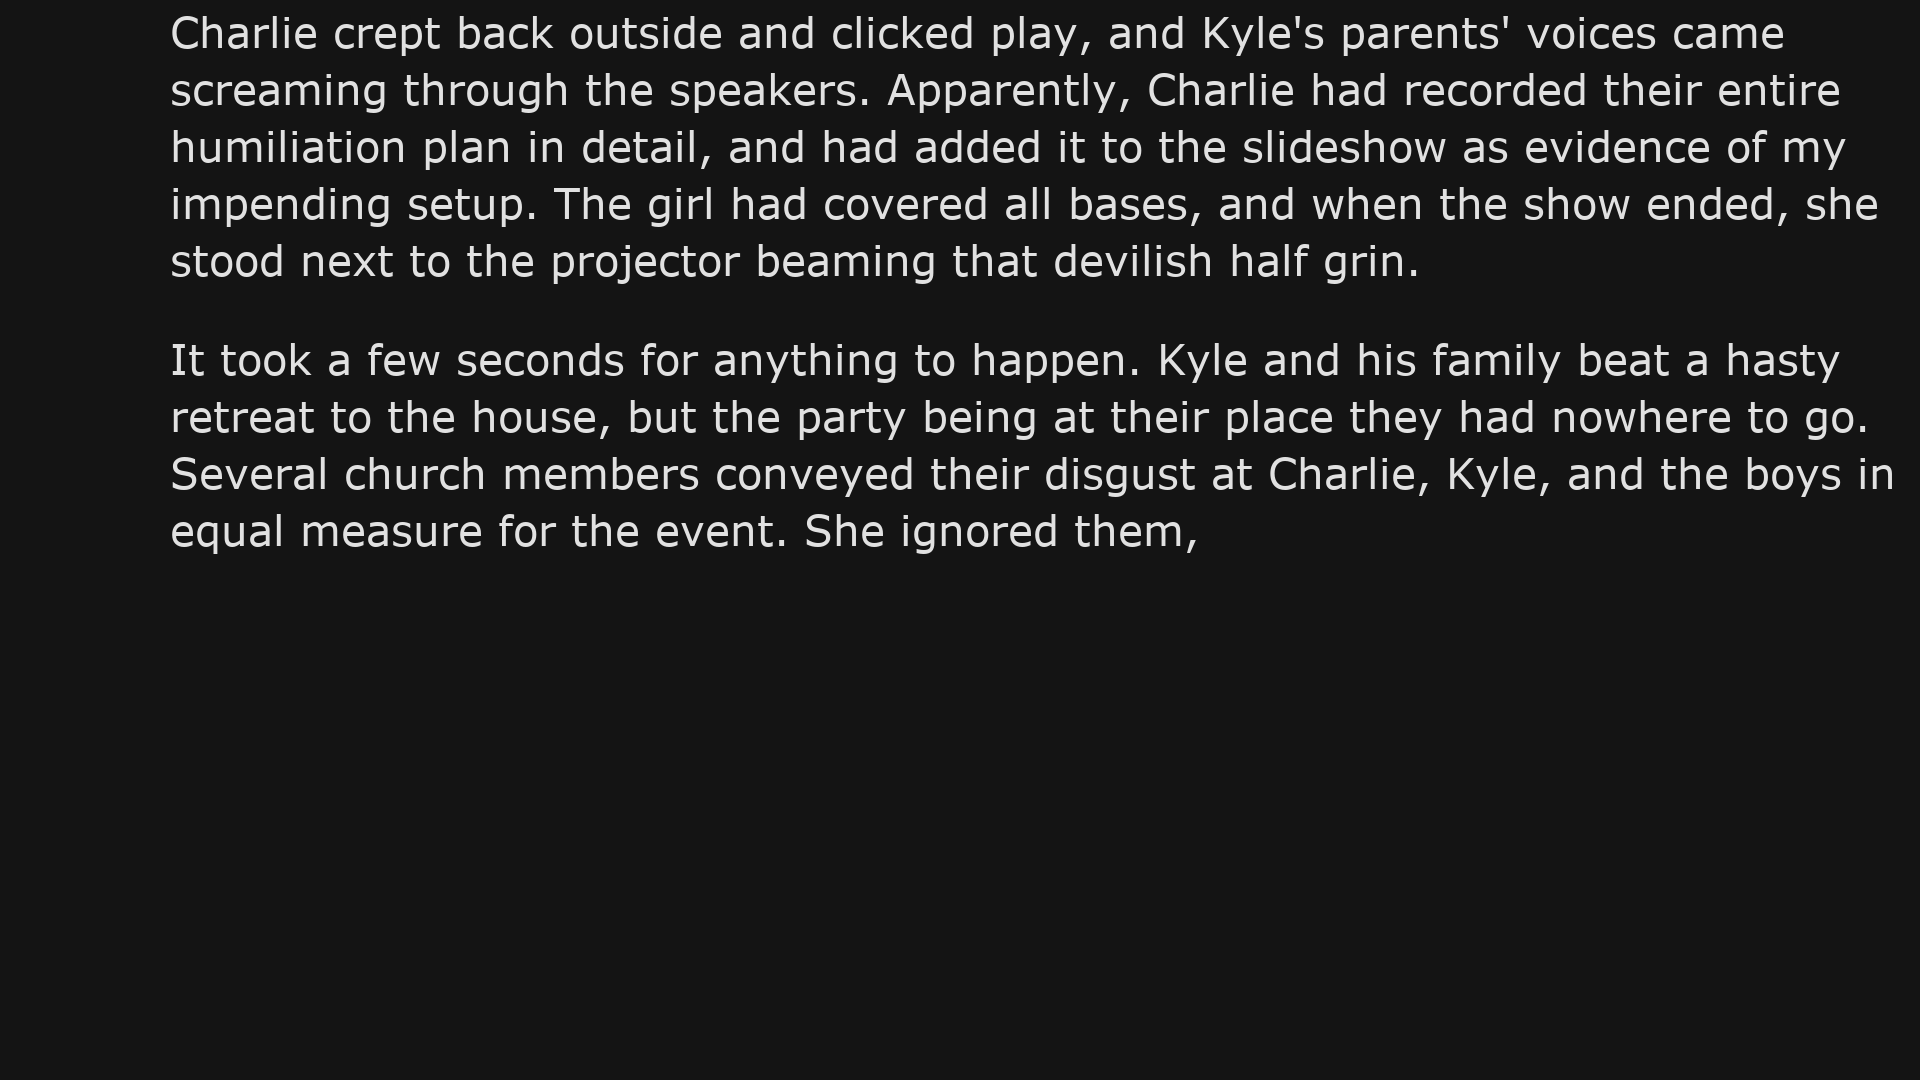 Charlie crept back outside and clicked play, and Kyle's parents' voices came
screaming through the speakers. Apparently, Charlie had recorded their entire
humiliation plan in detail, and had added it to the slideshow as evidence of my
impending setup. The girl had covered all bases, and when the show ended, she
stood next to the projector beaming that devilish half grin.
It took a few seconds for anything to happen. Kyle and his family beat a hasty
retreat to the house, but the party being at their place they had nowhere to go.
Several church members conveyed their disgust at Charlie, Kyle, and the boys in
equal measure for the event. She ignored them,